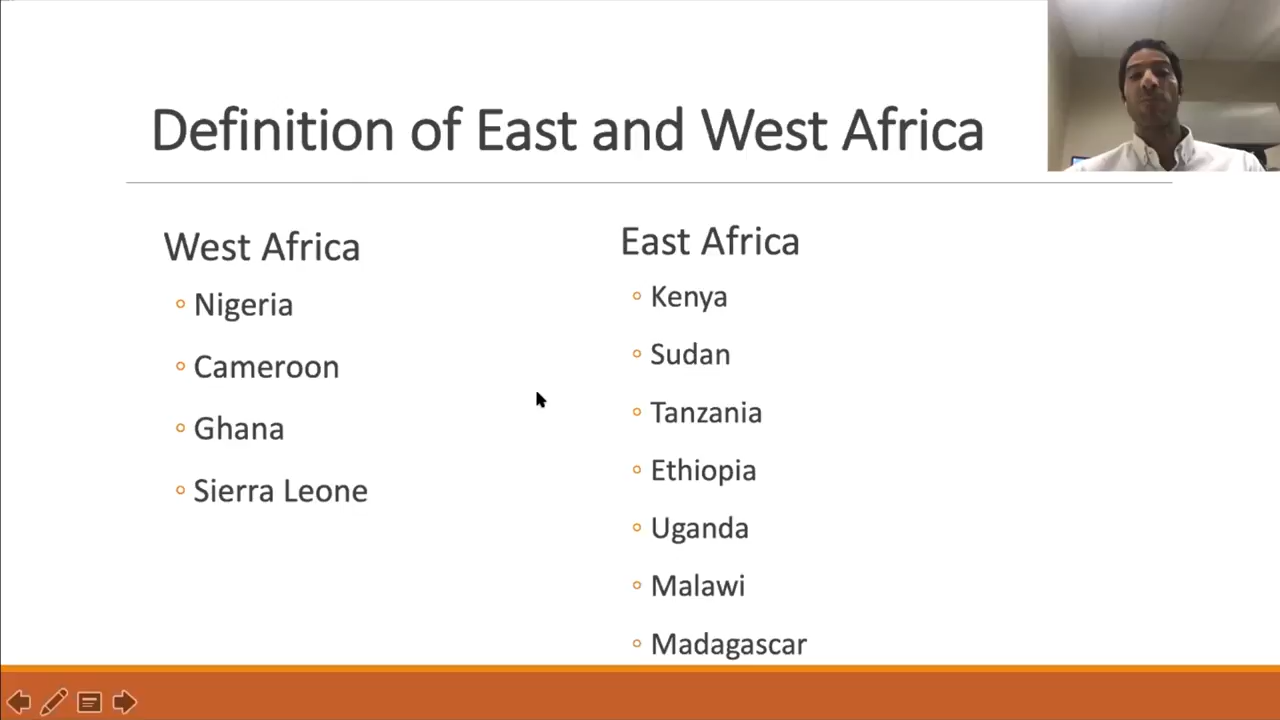 Definition of East and West Africa
West Africa
Nigeria
Cameroon
Ghana
Sierra Leone
East Africa
Kenya
Sudan
Tanzania
Ethiopia
Uganda
Malawi
Madagascar